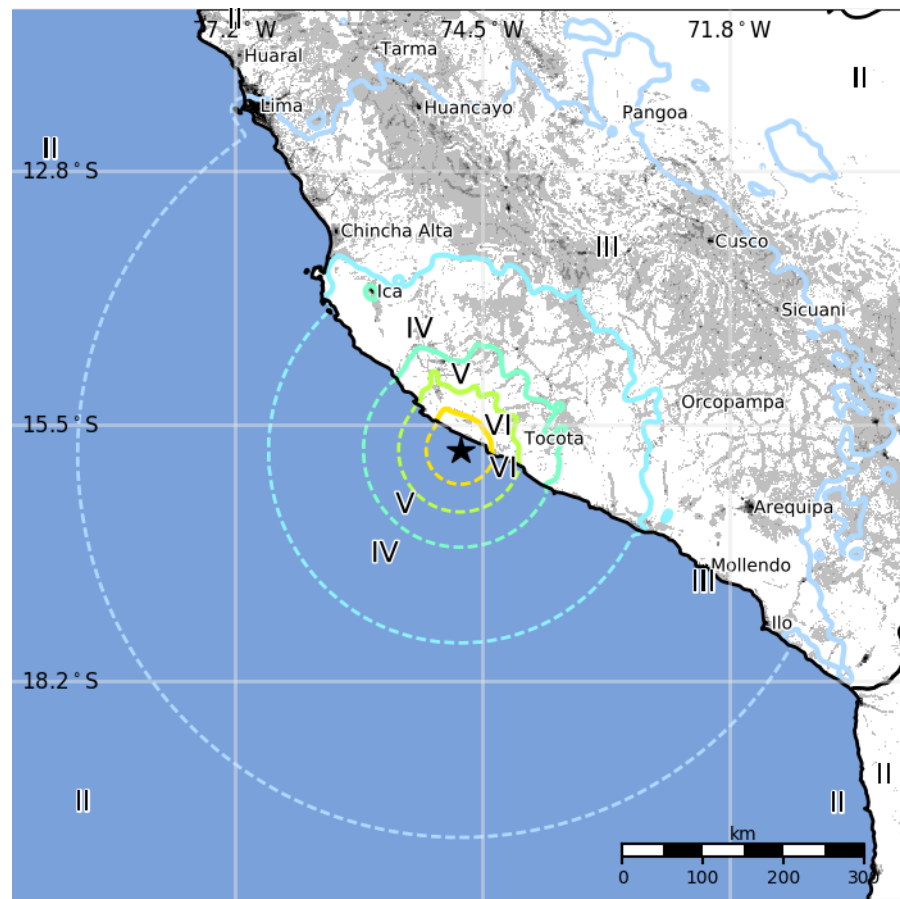 II
7.2°W
74.5°W
71.8°W
Tarma
Huaral
II
Lima
Huancayo
Pangoa
II
12.8°S
Chincha Alta
Cusco
III
Ica
Sicuani
IV
V
Orcopampa
15.5°S
VI
Tocota
VI
V
Arequipa
IV
Mollendo
III
Ilo
18.2°S
II
II
II
km
0
100
200
300